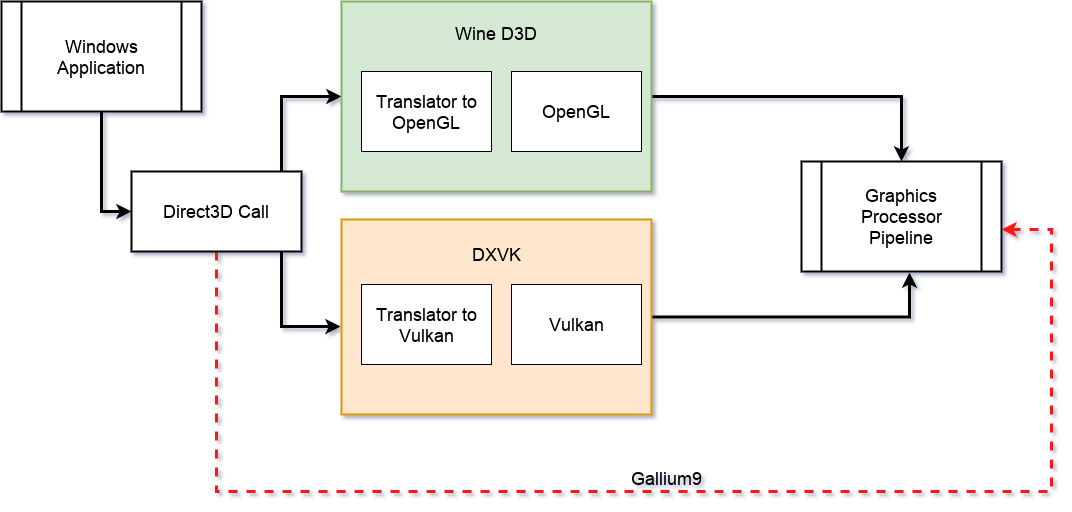 Windows
Application
Direct3D Call
Wine D3D
Translator to
OpenGL
OpenGL
DXVK
Translator to
Vulkan
Vulkan
Graphics
Processor
Pipeline
Gallium9